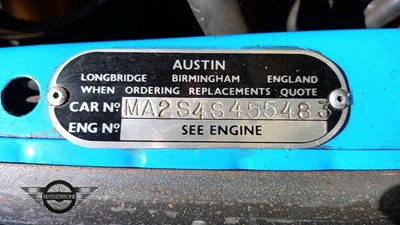 AUSTIN
LONGBRIDGE BIRMINGHAM ENGLAND
WHEN ORDERING REPLACEMENTS QUOTE
CAR Nº MA2S4S455483
ENG Nº SEE ENGINE
MATHEWSONS